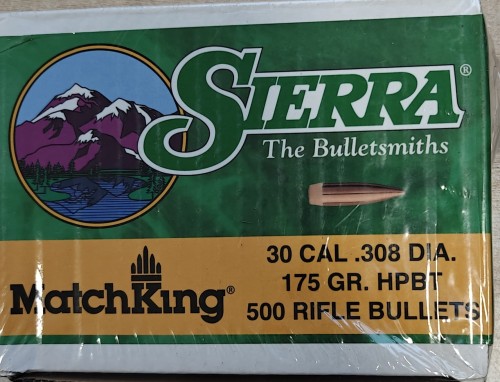 SIERRA®
The Bulletsmiths
30 CAL .308 DIA.
175 GR. HPBT
MatchKing®
500 RIFLE BULLETS